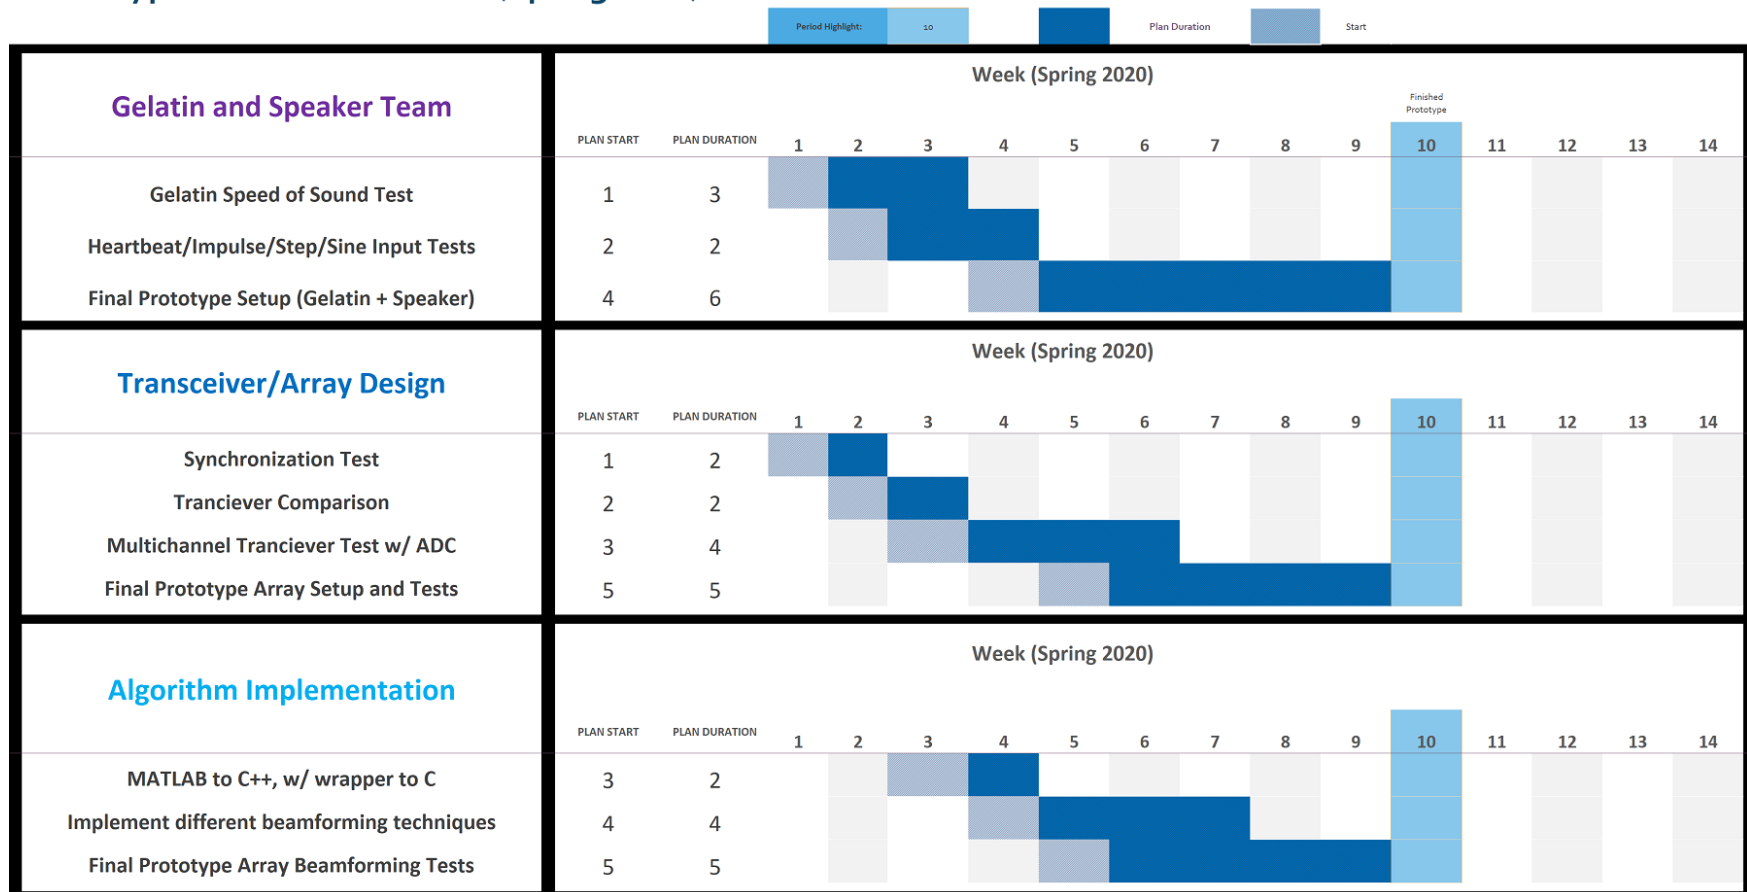 Period Highlight: 10 Plan Duration Start
Week (Spring 2020)
Gelatin and Speaker Team
Finished
Prototype
PLAN START PLAN DURATION 1 2 3 4 5 6 7 8 9 10 11 12 13 14
Gelatin Speed of Sound Test 1 3
Heartbeat/Impulse/Step/Sine Input Tests 2 2
Final Prototype Setup (Gelatin + Speaker) 4 6
Week (Spring 2020)
Transceiver/Array Design
PLAN START PLAN DURATION 1 2 3 4 5 6 7 8 9 10 11 12 13 14
Synchronization Test 1 2
Tranciever Comparison 2 2
Multichannel Tranciever Test w/ ADC 3 4
Final Prototype Array Setup and Tests 5 5
Week (Spring 2020)
Algorithm Implementation
PLAN START PLAN DURATION 1 2 3 4 5 6 7 8 9 10 11 12 13 14
MATLAB to C++, w/ wrapper to C 3 2
Implement different beamforming techniques 4 4
Final Prototype Array Beamforming Tests 5 5